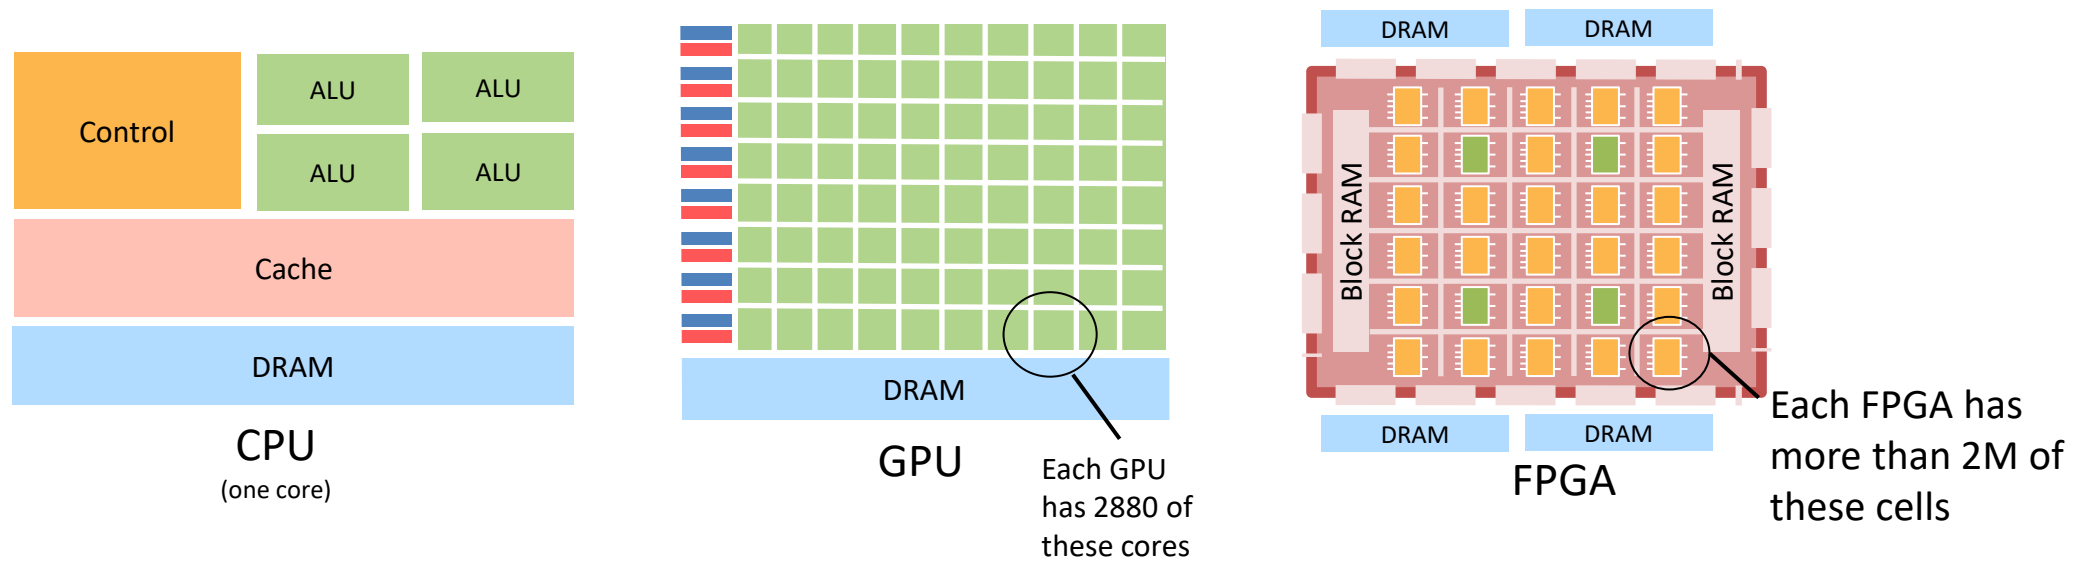 Control
ALU
ALU
ALU
ALU
Cache
DRAM
CPU
(one core)
DRAM
GPU
Each GPU
has 2880 of
these cores
DRAM
DRAM
Block RAM
Block RAM
DRAM
DRAM
FPGA
Each FPGA has
more than 2M of
these cells